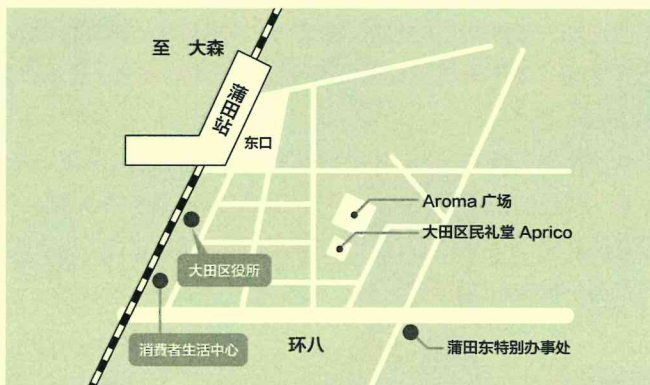 至 大森
蒲田站
东口
Aroma 广场
大田区民礼堂 Aprico
大田区役所
消费者生活中心
环八
蒲田东特别办事处